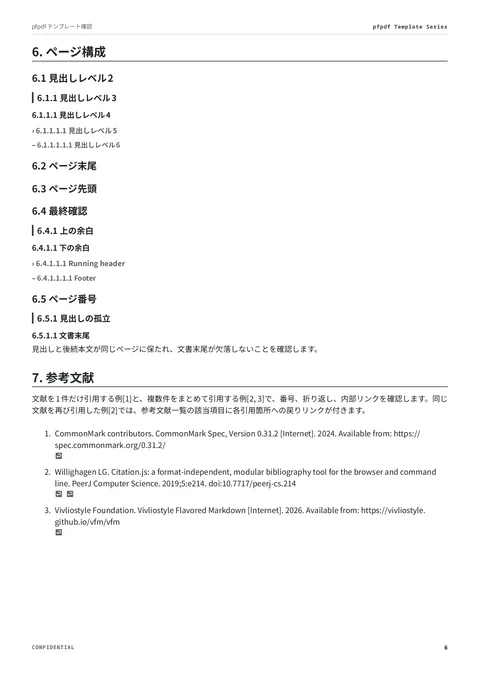 pfpdf テンプレート確認
pfpdf Template Series
6. ページ構成
6.1 見出しレベル2
6.1.1 見出しレベル3
6.1.1.1 見出しレベル4
› 6.1.1.1.1 見出しレベル5
– 6.1.1.1.1.1 見出しレベル6
6.2 ページ末尾
6.3 ページ先頭
6.4 最終確認
6.4.1 上の余白
6.4.1.1 下の余白
› 6.4.1.1.1 Running header
– 6.4.1.1.1.1 Footer
6.5 ページ番号
6.5.1 見出しの孤立
6.5.1.1 文書末尾
見出しと後続本文が同じページに保たれ、文書末尾が欠落しないことを確認します。
7. 参考文献
文献を1件だけ引用する例[1]と、複数件をまとめて引用する例[2, 3]で、番号、折り返し、内部リンクを確認します。同じ
文献を再び引用した例[2]では、参考文献一覧の該当項目に各引用箇所への戻りリンクが付きます。
1. CommonMark contributors. CommonMark Spec, Version 0.31.2 [Internet]. 2024. Available from: https://
spec.commonmark.org/0.31.2/
↩
2. Willighagen LG. Citation.js: a format-independent, modular bibliography tool for the browser and command
line. PeerJ Computer Science. 2019;5:e214. doi:10.7717/peerj-cs.214
↩ ↩
3. Vivliostyle Foundation. Vivliostyle Flavored Markdown [Internet]. 2026. Available from: https://vivliostyle.
github.io/vfm/vfm
↩
CONFIDENTIAL
6